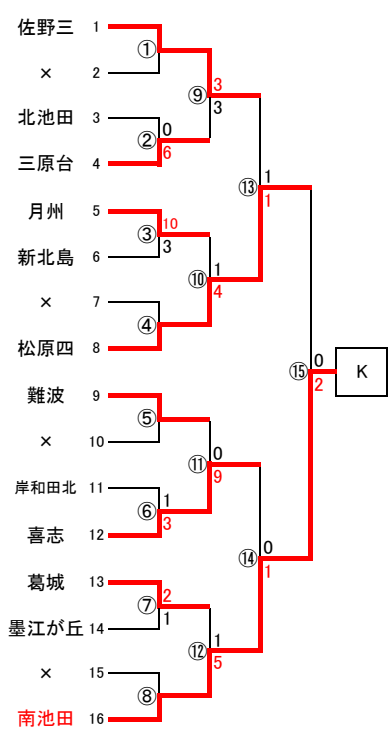 佐野三 1
①
× 2
⑨ 3
3
北池田 3
② 0
6
三原台 4
⑬ 1
1
月州 5
③ 10
3
新北島 6
⑩ 1
4
× 7
④
松原四 8
⑮ 0
2
K
難波 9
⑤
× 10
⑪ 0
9
岸和田北 11
⑥ 1
3
喜志 12
⑭ 0
1
葛城 13
⑦ 2
1
墨江が丘 14
⑫ 1
5
× 15
⑧
南池田 16